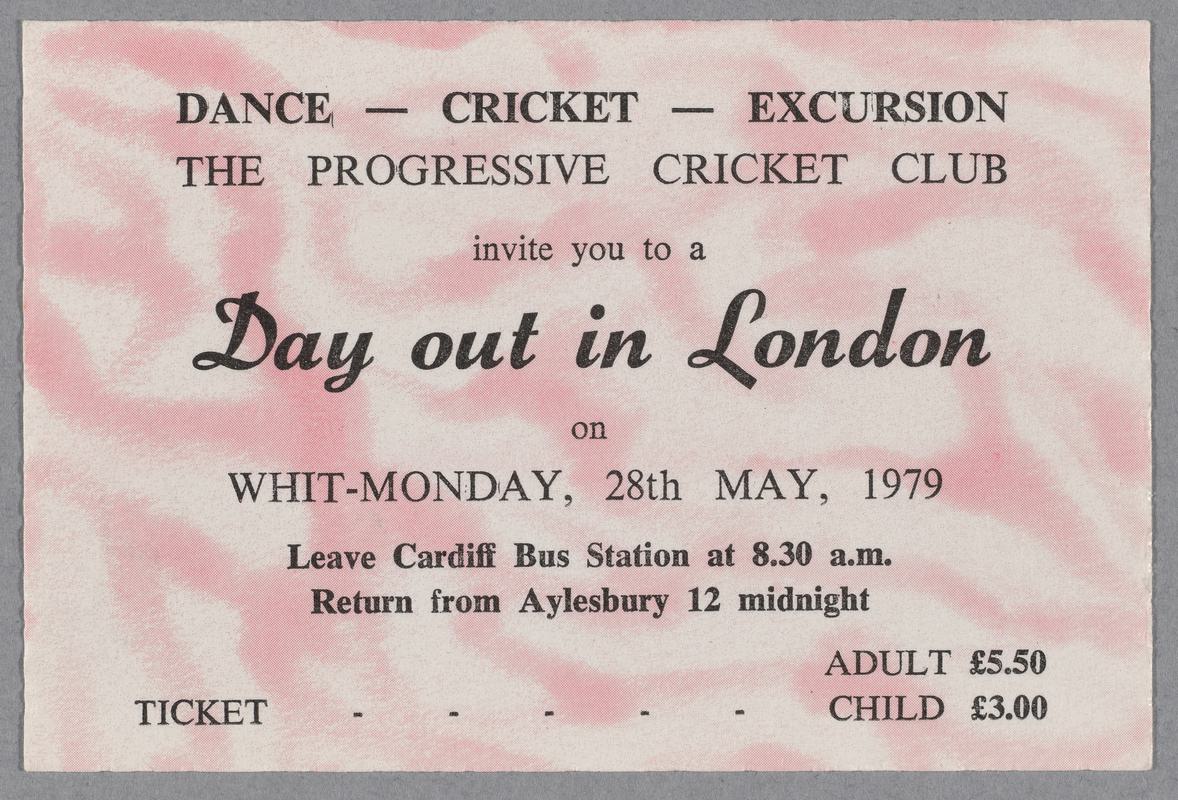 DANCE — CRICKET — EXCURSION
THE PROGRESSIVE CRICKET CLUB
invite you to a
Day out in London
on
WHIT-MONDAY, 28th MAY, 1979
Leave Cardiff Bus Station at 8.30 a.m.
Return from Aylesbury 12 midnight
ADULT £5.50
TICKET - - - - - CHILD £3.00